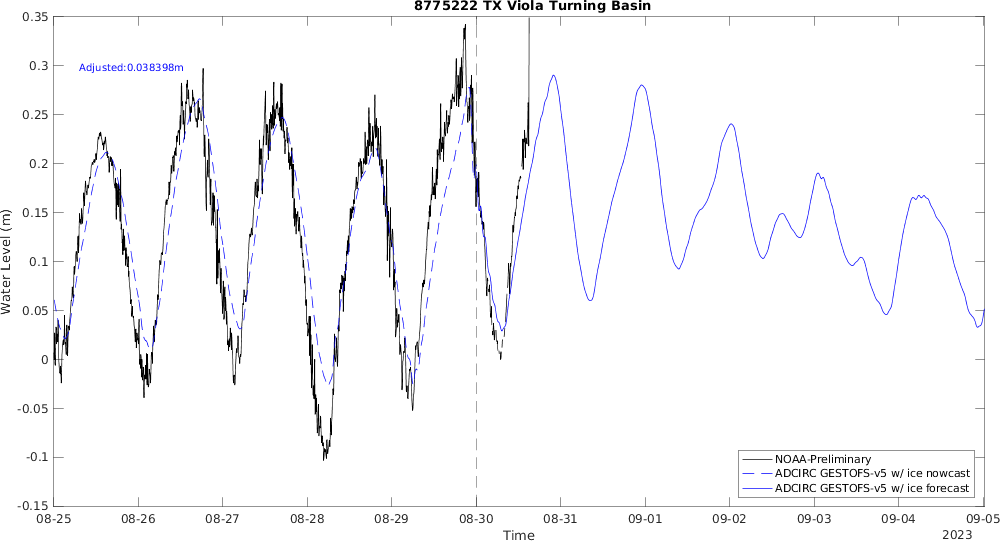 8775222 TX Viola Turning Basin
Adjusted:0.038398m
Water Level (m)
0.35
0.3
0.25
0.2
0.15
0.1
0.05
0
-0.05
-0.1
-0.15
NOAA-Preliminary
ADCIRC GESTOFS-v5 w/ ice nowcast
ADCIRC GESTOFS-v5 w/ ice forecast
08-25 08-26 08-27 08-28 08-29 08-30 08-31 09-01 09-02 09-03 09-04 09-05
Time
2023